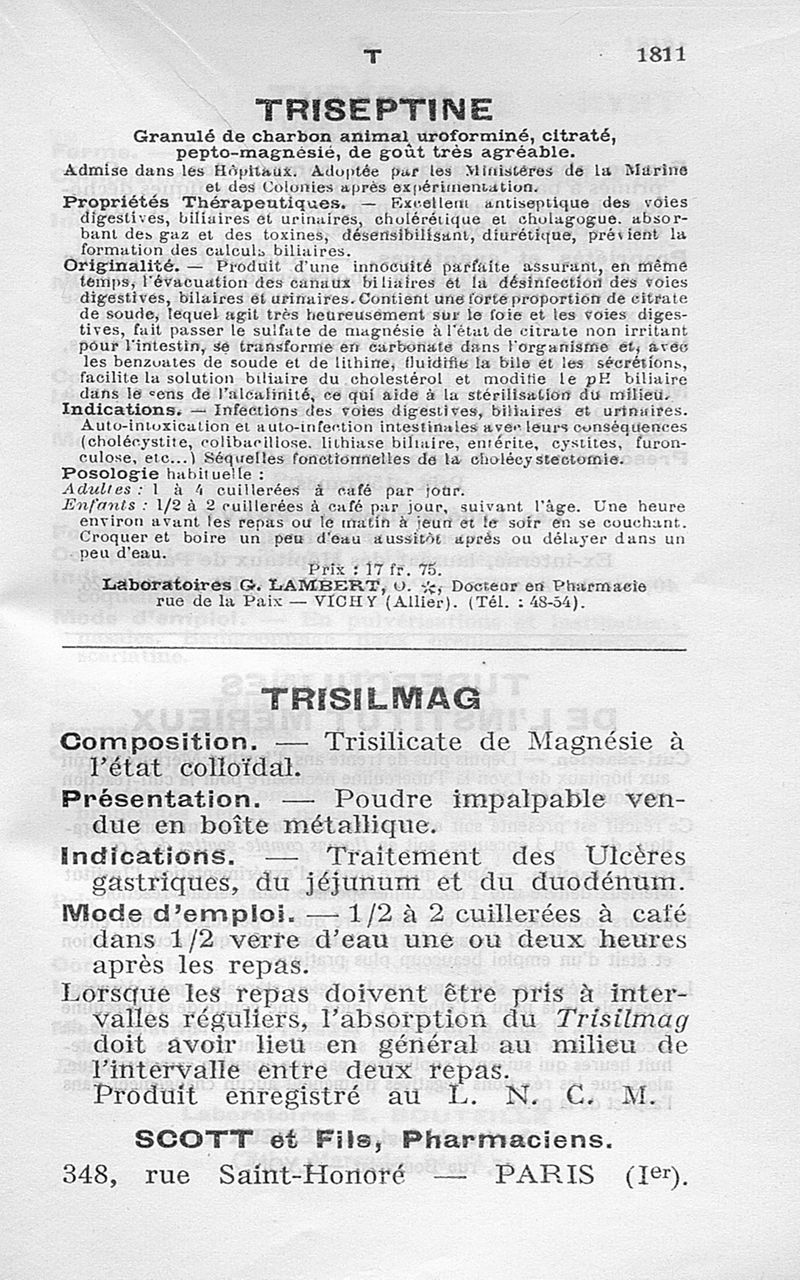 T 1811
TRISEPTINE
Granulé de charbon animal uroforminé, citraté,
pepto-magnésié, de goût très agréable.
Admise dans les Hôpitaux. Adoptée par les Ministères de la Marine
et des Colonies après expérimentation.
Propriétés Thérapeutiques. — Excellent antiseptique des voies
digestives, biliaires et urinaires, cholérétique et cholagogue. absor-
bant des gaz et des toxines, désensibilisant, diurétique, prévient la
formation des calculs biliaires.
Originalité. — Produit d'une innocuité parfaite assurant, en même
temps, l'évacuation des canaux biliaires et la désinfection des voies
digestives, bilaires et urinaires. Contient une forte proportion de citrate
de soude, lequel agit très heureusement sur le foie et les voies diges-
tives, fait passer le sulfate de magnésie à l'état de citrate non irritant
pour l'intestin, se transforme en carbonate dans l'organisme et, avec
les benzoates de soude et de lithine, fluidifie la bile et les sécrétions,
facilite la solution biliaire du cholestérol et modifie le pH biliaire
dans le sens de l'alcalinité, ce qui aide à la stérilisation du milieu.
Indications. — Infections des voies digestives, biliaires et urinaires.
Auto-intoxication et auto-infection intestinales avec leurs conséquences
(cholécystite, colibacillose. lithiase biliaire, entérite, cystites, furon-
culose, etc...) Séquelles fonctionnelles de la cholécystectomie.
Posologie habituelle :
Adultes : 1 à 4 cuillerées à café par jour.
Enfants : 1/2 à 2 cuillerées à café par jour, suivant l'âge. Une heure
environ avant les repas ou le matin à jeun et le soir en se couchant.
Croquer et boire un peu d'eau aussitôt après ou délayer dans un
peu d'eau.
Prix : 17 fr. 75.
Laboratoires G. LAMBERT, O. ✻, Docteur en Pharmacie
rue de la Paix — VICHY (Allier). (Tél. : 48-54).
TRISILMAG
Composition. — Trisilicate de Magnésie à
l'état colloïdal.
Présentation. — Poudre impalpable ven-
due en boîte métallique.
Indications. — Traitement des Ulcères
gastriques, du jéjunum et du duodénum.
Mode d'emploi. — 1/2 à 2 cuillerées à café
dans 1/2 verre d'eau une ou deux heures
après les repas.
Lorsque les repas doivent être pris à inter-
valles réguliers, l'absorption du Trisilmag
doit avoir lieu en général au milieu de
l'intervalle entre deux repas.
Produit enregistré au L. N. C. M.
SCOTT et Fils, Pharmaciens.
348, rue Saint-Honoré — PARIS (Ier).